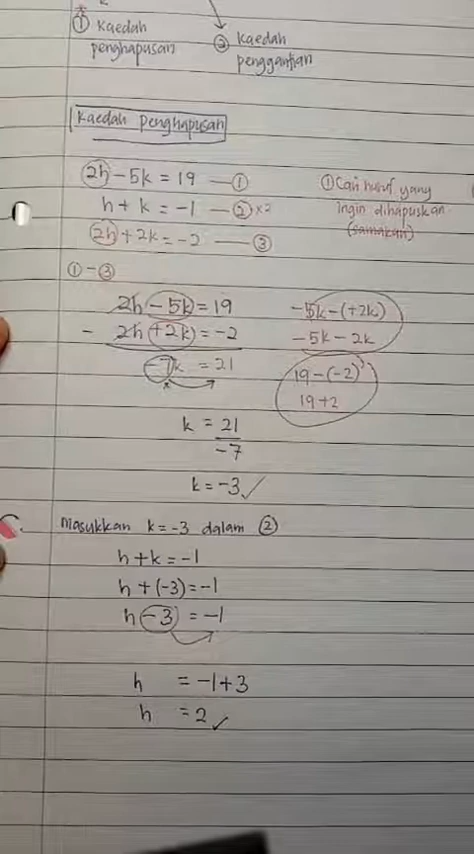 ① Kaedah penghapusan
② Kaedah penggantian
Kaedah Penghapusan
2h - 5k = 19 — ①
h + k = -1 — ② × 2
2h + 2k = -2 — ③
① Cari huruf yang
ingin dihapuskan
(samakan)
① - ③
2h - 5k = 19
- 2h + 2k = -2
-7k = 21
-5k - (+2k)
-5k - 2k
19 - (-2)
19 + 2
k = 21
-7
k = -3 ✓
Masukkan k = -3 dalam ②
h + k = -1
h + (-3) = -1
h - 3 = -1
h = -1 + 3
h = 2 ✓